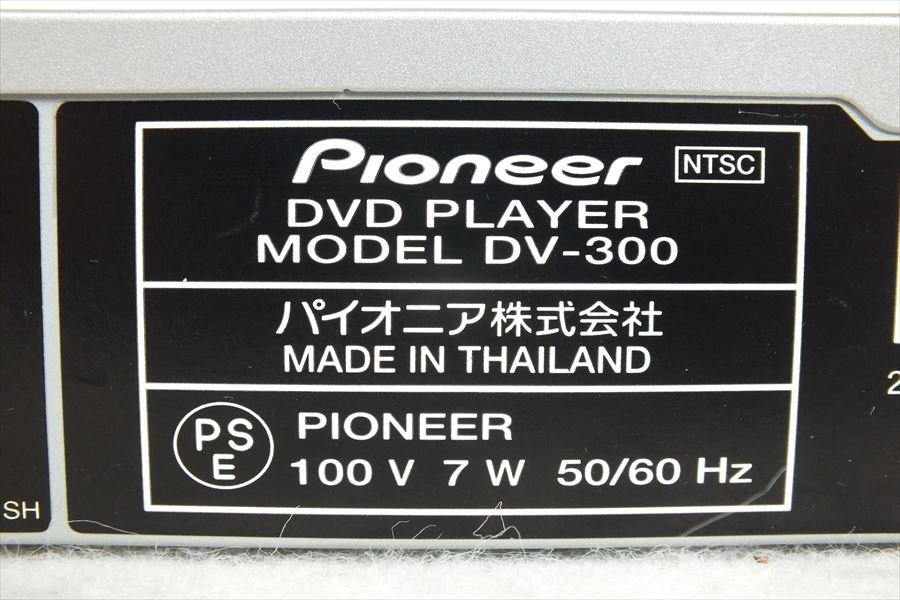 Pioneer NTSC
DVD PLAYER
MODEL DV-300
パイオニア株式会社
MADE IN THAILAND
PS
E
PIONEER
100 V 7 W 50/60 Hz
SH
2